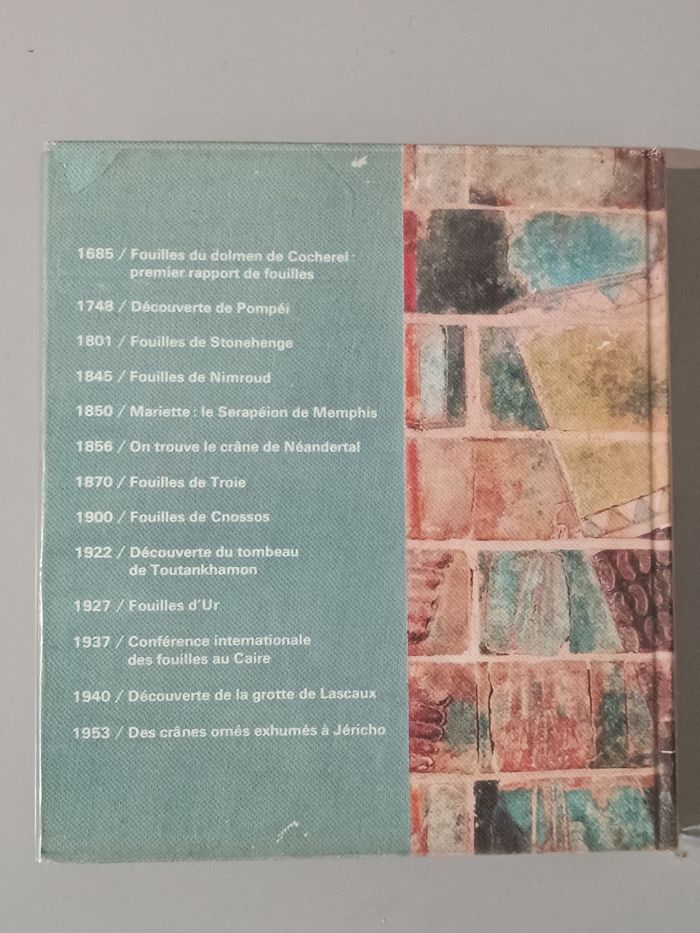 1685 / Fouilles du dolmen de Cocherel :
premier rapport de fouilles
1748 / Découverte de Pompéi
1801 / Fouilles de Stonehenge
1845 / Fouilles de Nimroud
1850 / Mariette : le Serapéion de Memphis
1856 / On trouve le crâne de Néandertal
1870 / Fouilles de Troie
1900 / Fouilles de Cnossos
1922 / Découverte du tombeau
de Toutankhamon
1927 / Fouilles d'Ur
1937 / Conférence internationale
des fouilles au Caire
1940 / Découverte de la grotte de Lascaux
1953 / Des crânes ornés exhumés à Jéricho